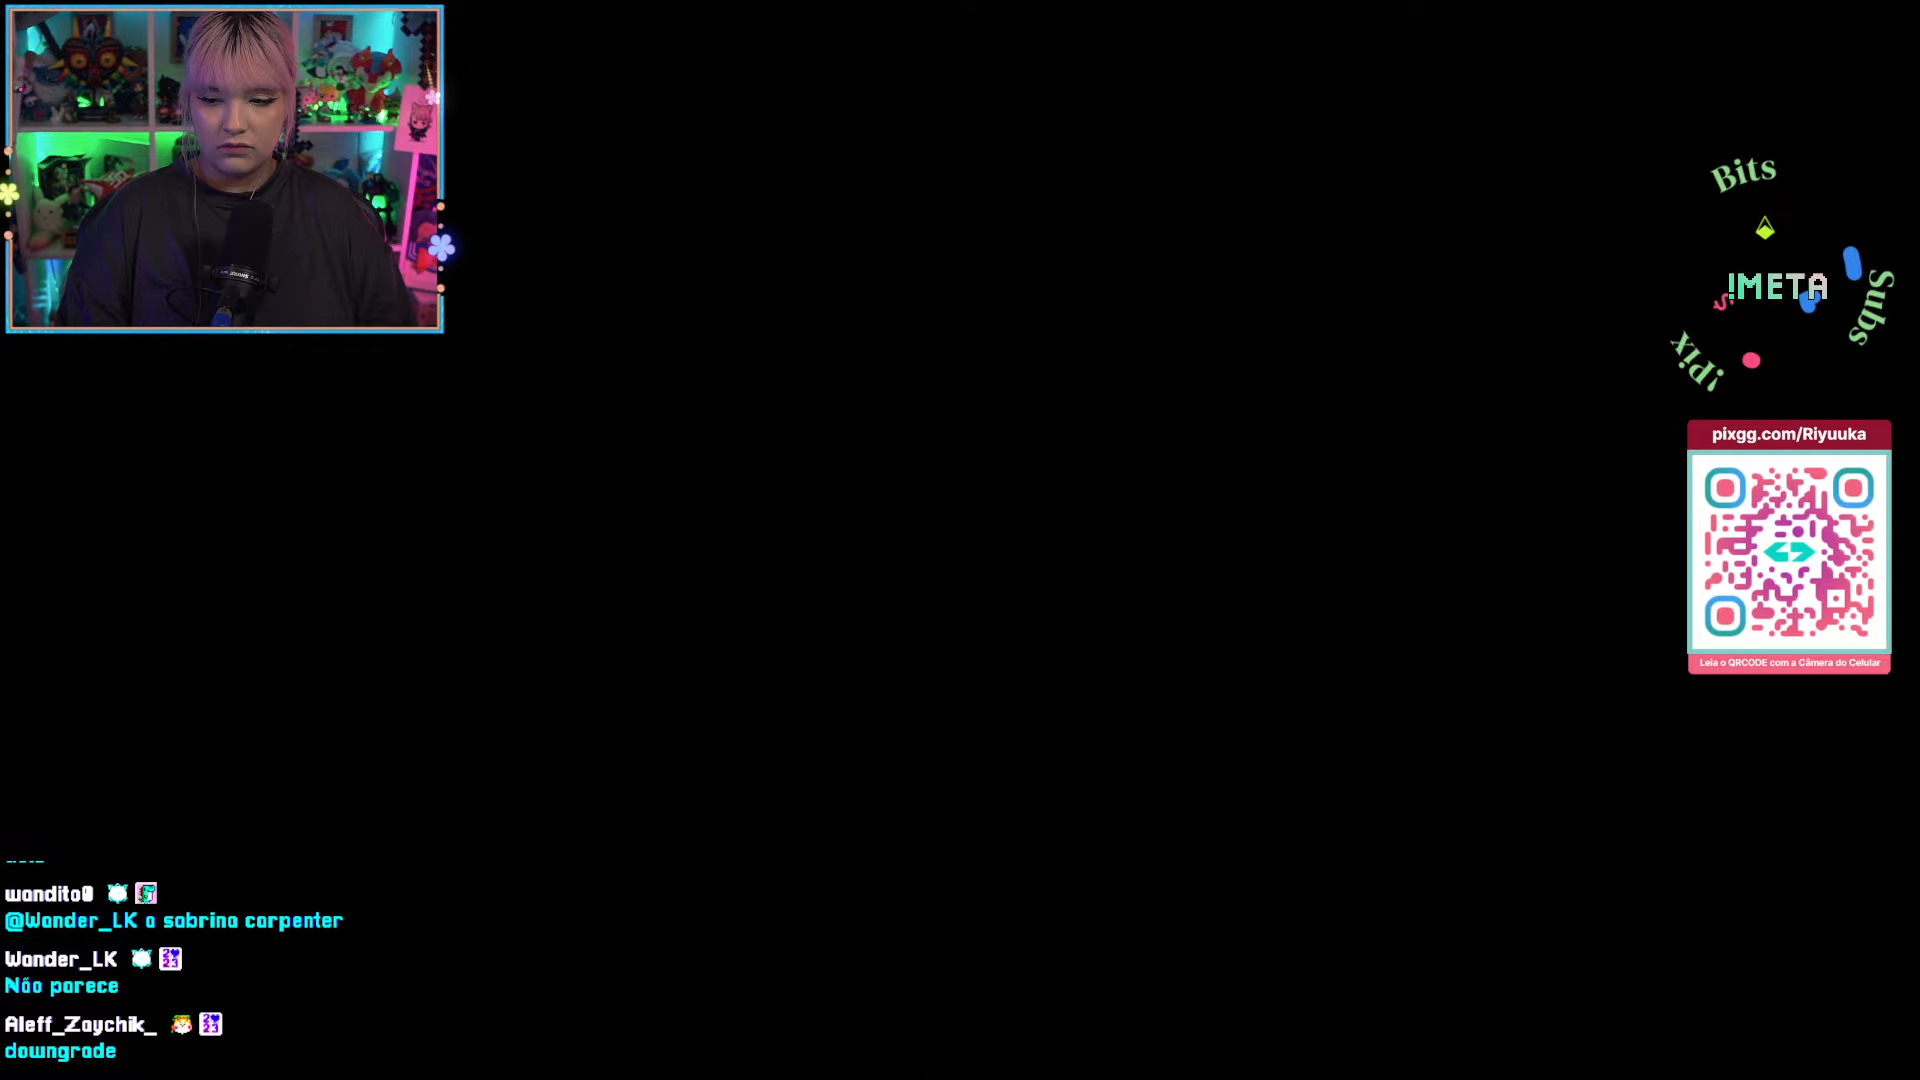 Bits
!META
Subs
!Pix
pixgg.com/Riyuuka
Leia o QRCODE com a Câmera do Celular
wandito0
@Wander_LK a sabrina carpenter
Wander_LK
Não parece
Aleff_Zaychik_
downgrade